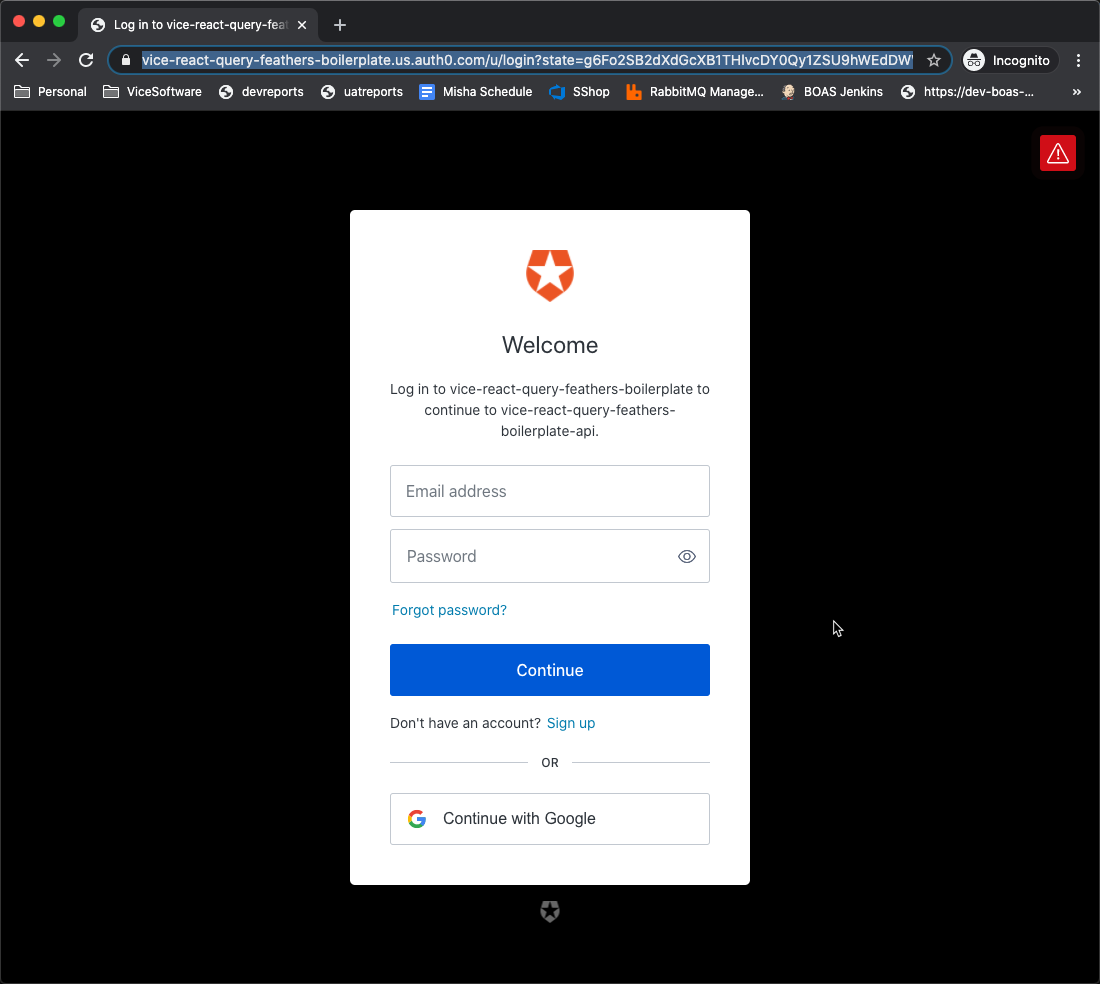 Log in to vice-react-query-fea
vice-react-query-feathers-boilerplate.us.auth0.com/u/login?state=g6Fo2SB2dXdGcXB1THlvcDY0Qy1ZSU9hWEdDW
Incognito
Personal
ViceSoftware
devreports
uatreports
Misha Schedule
SShop
RabbitMQ Manage...
BOAS Jenkins
https://dev-boas-...
»
Welcome
Log in to vice-react-query-feathers-boilerplate to
continue to vice-react-query-feathers-
boilerplate-api.
Email address
Password
Forgot password?
Continue
Don't have an account? Sign up
OR
Continue with Google